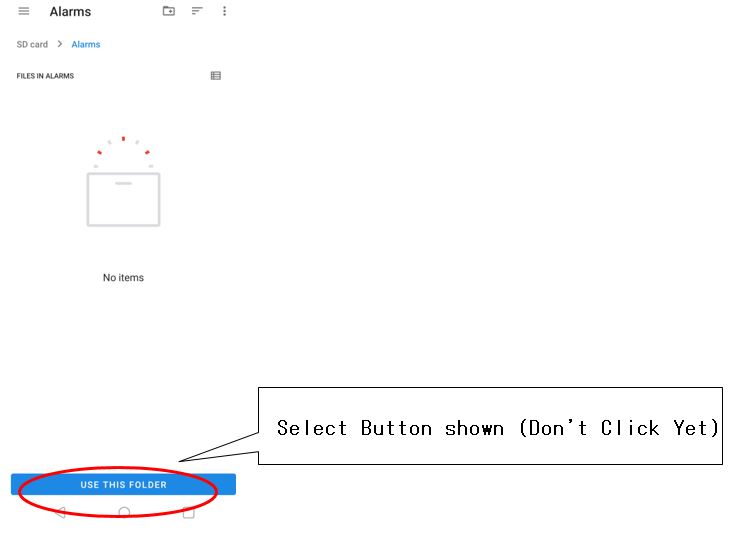 Alarms
SD card > Alarms
FILES IN ALARMS
No items
Select Button shown (Don't Click Yet)
USE THIS FOLDER